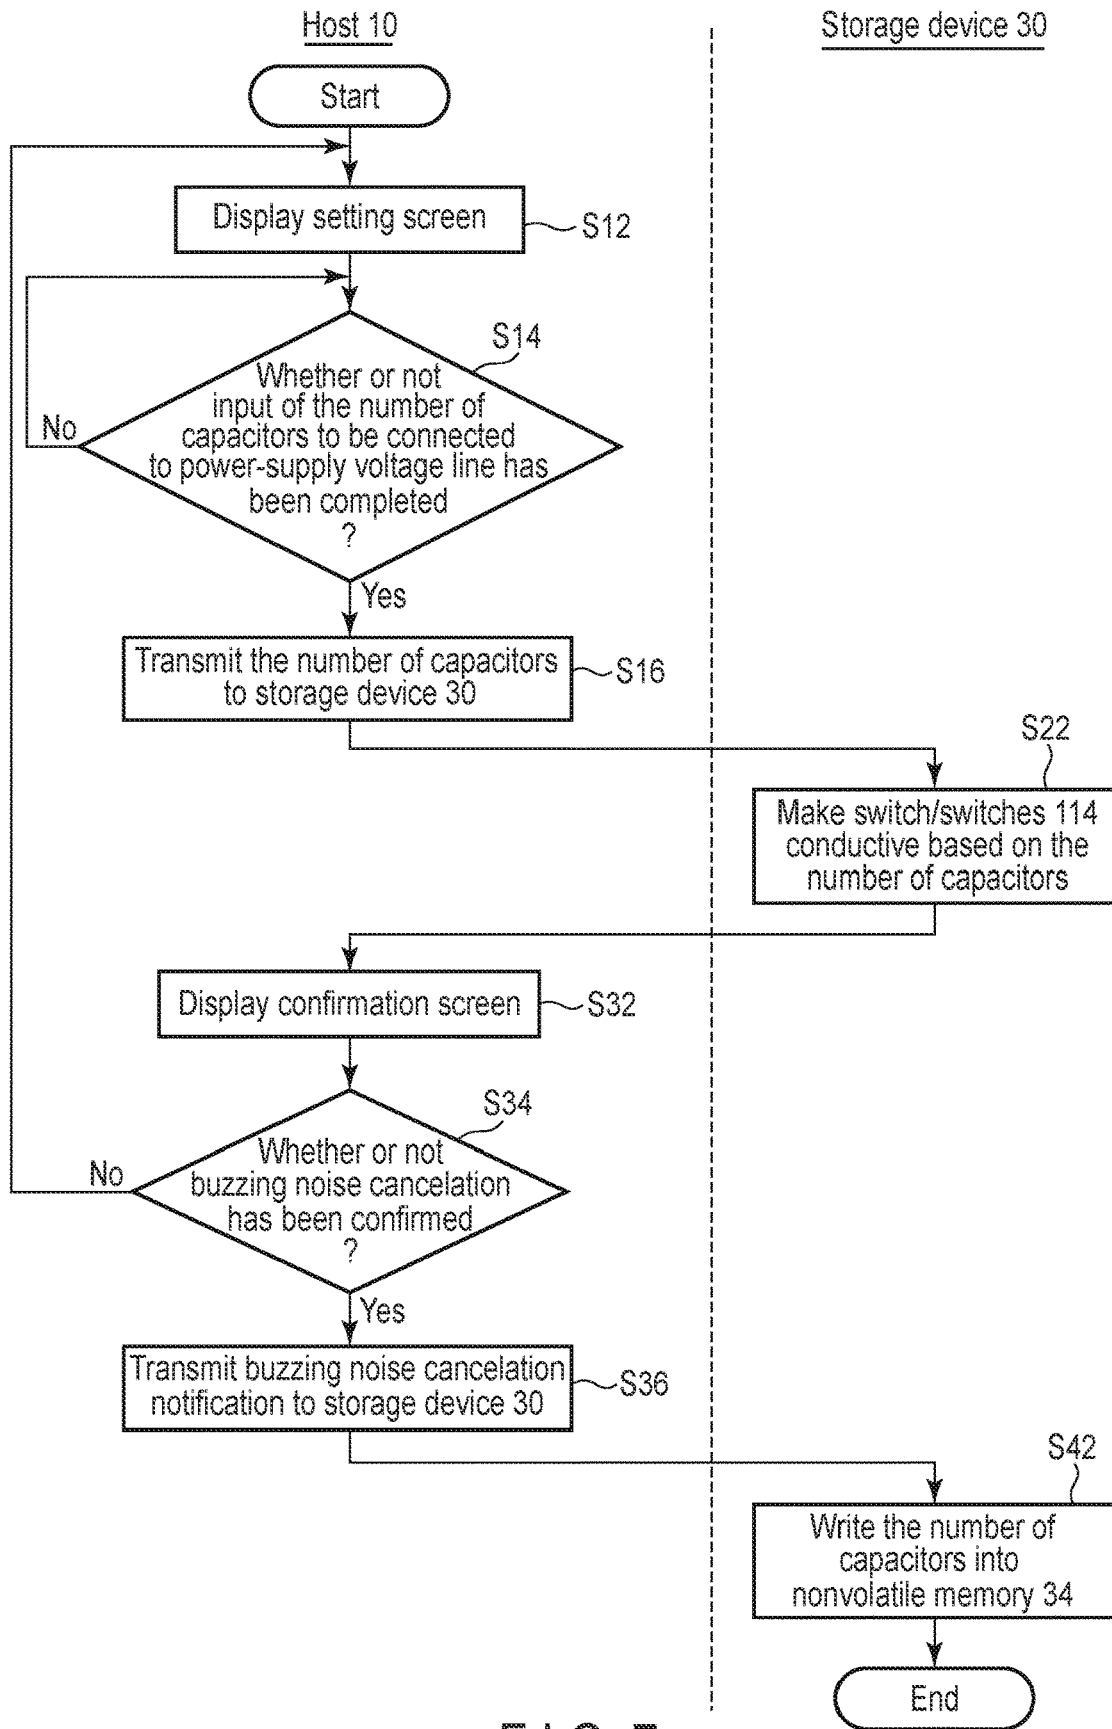 Host 10
Storage device 30
Start
Display setting screen
S12
S14
Whether or not
input of the number of
capacitors to be connected
to power-supply voltage line has
been completed
?
No
Yes
Transmit the number of capacitors
to storage device 30
S16
S22
Make switch/switches 114
conductive based on the
number of capacitors
Display confirmation screen
S32
S34
Whether or not
buzzing noise cancelation
has been confirmed
?
No
Yes
Transmit buzzing noise cancelation
notification to storage device 30
S36
S42
Write the number of
capacitors into
nonvolatile memory 34
End